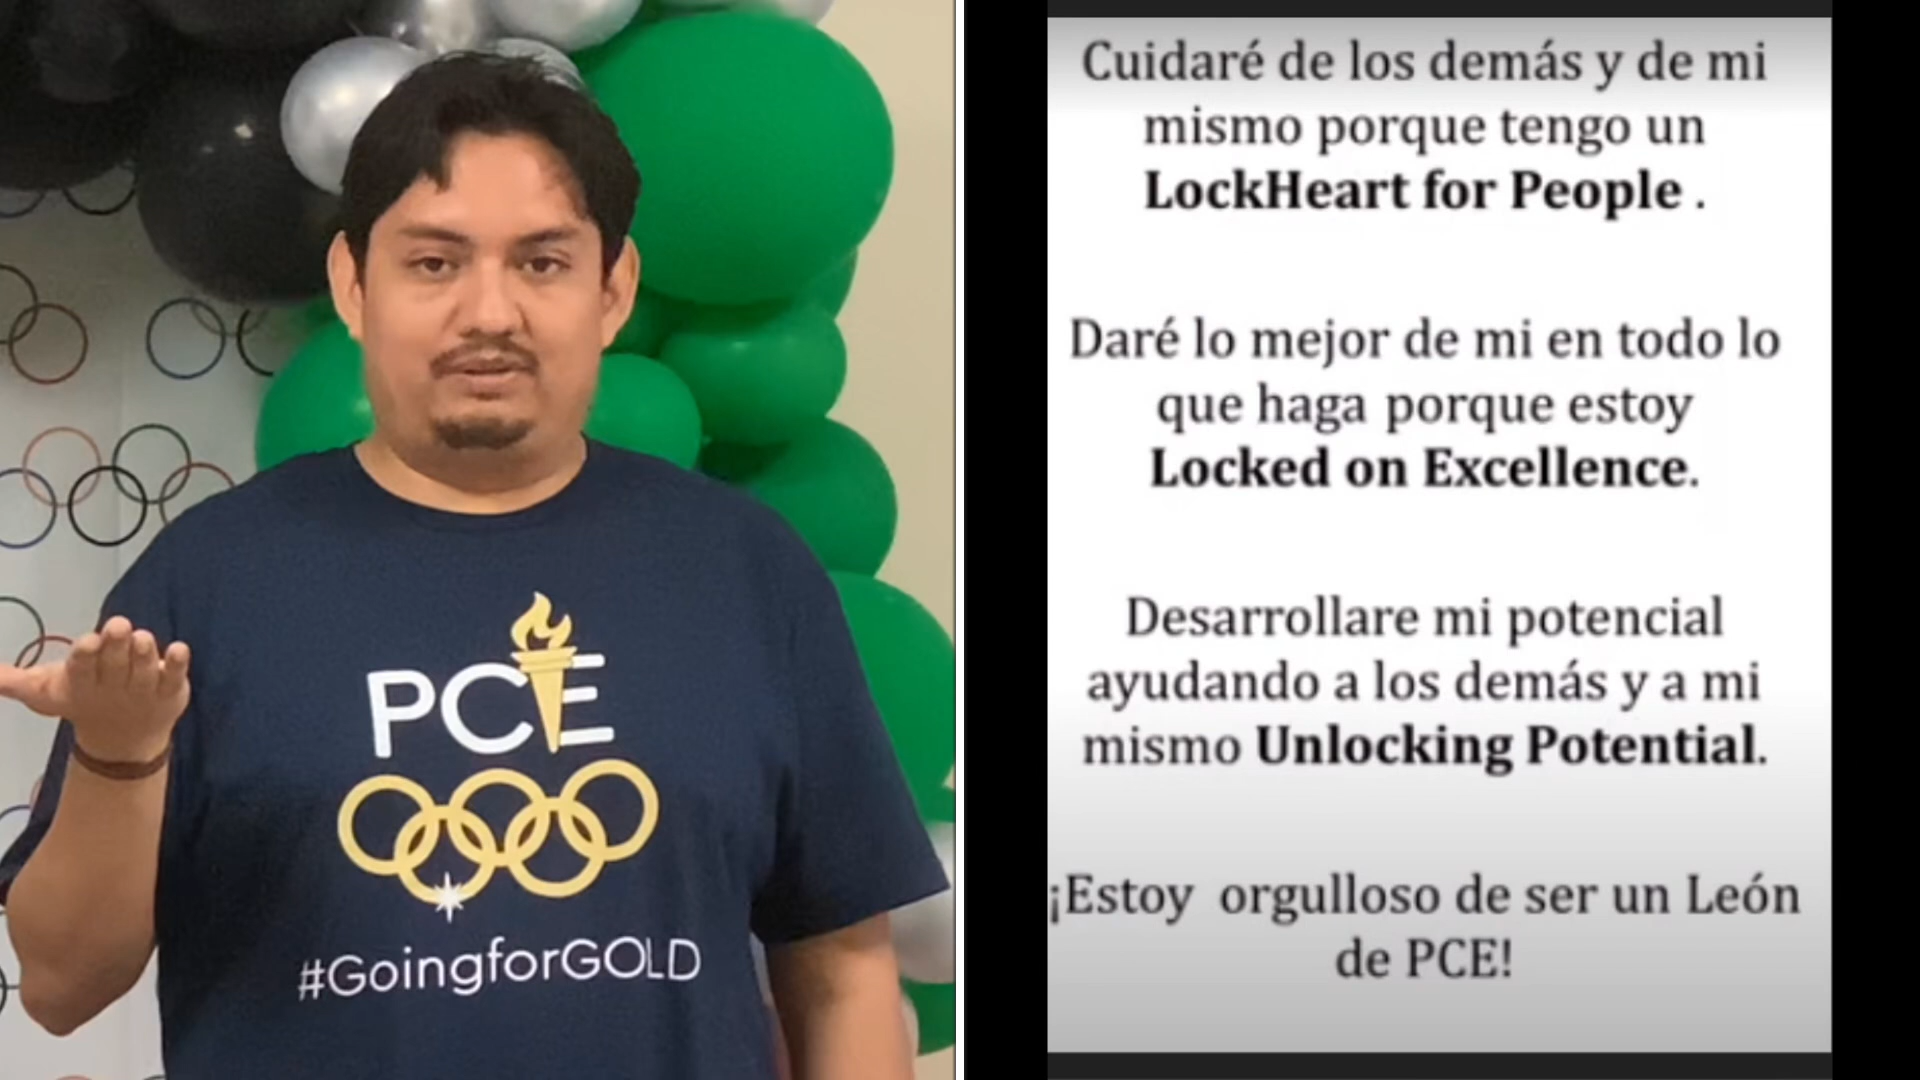 PCE
#GoingforGOLD
Cuidaré de los demás y de mi
mismo porque tengo un
LockHeart for People .
Daré lo mejor de mi en todo lo
que haga porque estoy
Locked on Excellence.
Desarrollare mi potencial
ayudando a los demás y a mi
mismo Unlocking Potential.
¡Estoy orgulloso de ser un León
de PCE!